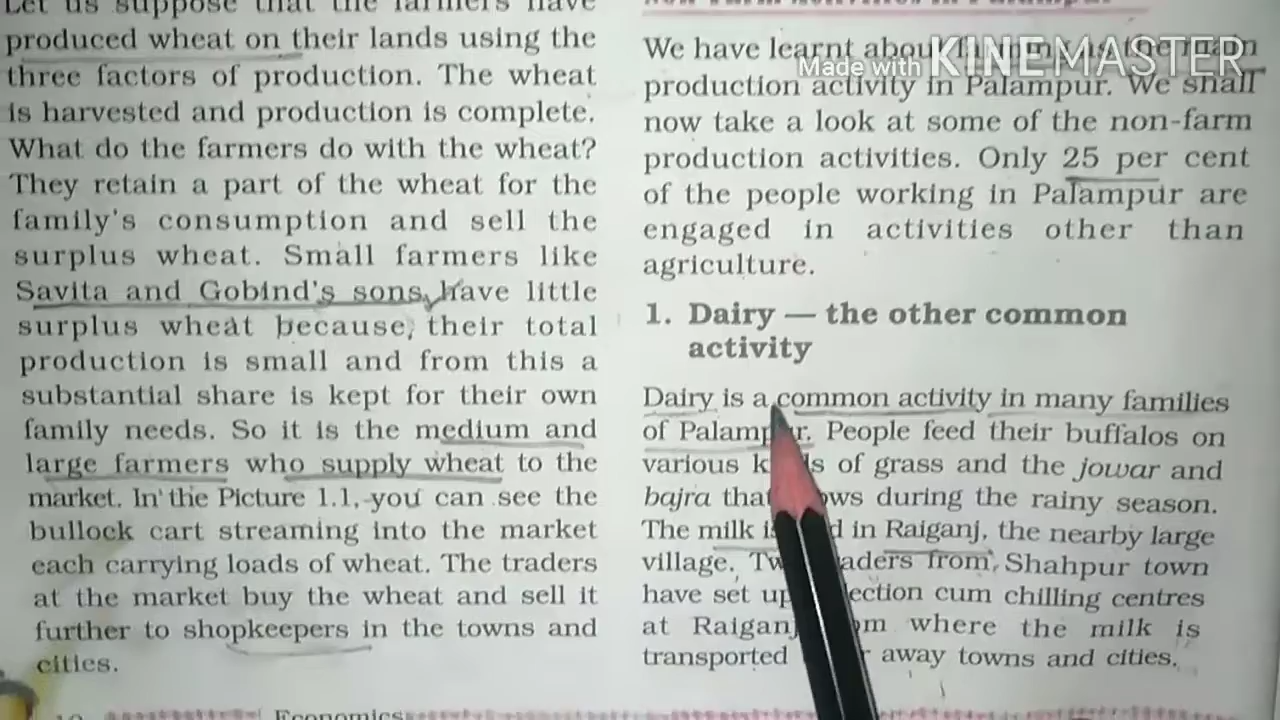 Let us suppose that the farmers have
produced wheat on their lands using the
three factors of production. The wheat
is harvested and production is complete.
What do the farmers do with the wheat?
They retain a part of the wheat for the
family's consumption and sell the
surplus wheat. Small farmers like
Savita and Gobind's sons have little
surplus wheat because their total
production is small and from this a
substantial share is kept for their own
family needs. So it is the medium and
large farmers who supply wheat to the
market. In the Picture 1.1, you can see the
bullock cart streaming into the market
each carrying loads of wheat. The traders
at the market buy the wheat and sell it
further to shopkeepers in the towns and
cities.
Economics
We have learnt about farming as the main
production activity in Palampur. We shall
now take a look at some of the non-farm
production activities. Only 25 per cent
of the people working in Palampur are
engaged in activities other than
agriculture.
1. Dairy — the other common
activity
Dairy is a common activity in many families
of Palampur. People feed their buffalos on
various of grass and the jowar and
bajra that during the rainy season.
The milk is in Raiganj, the nearby large
village. from Shahpur town
have set up cum chilling centres
at Raiganj where the milk is
transported away towns and cities.
Made with KINEMASTER